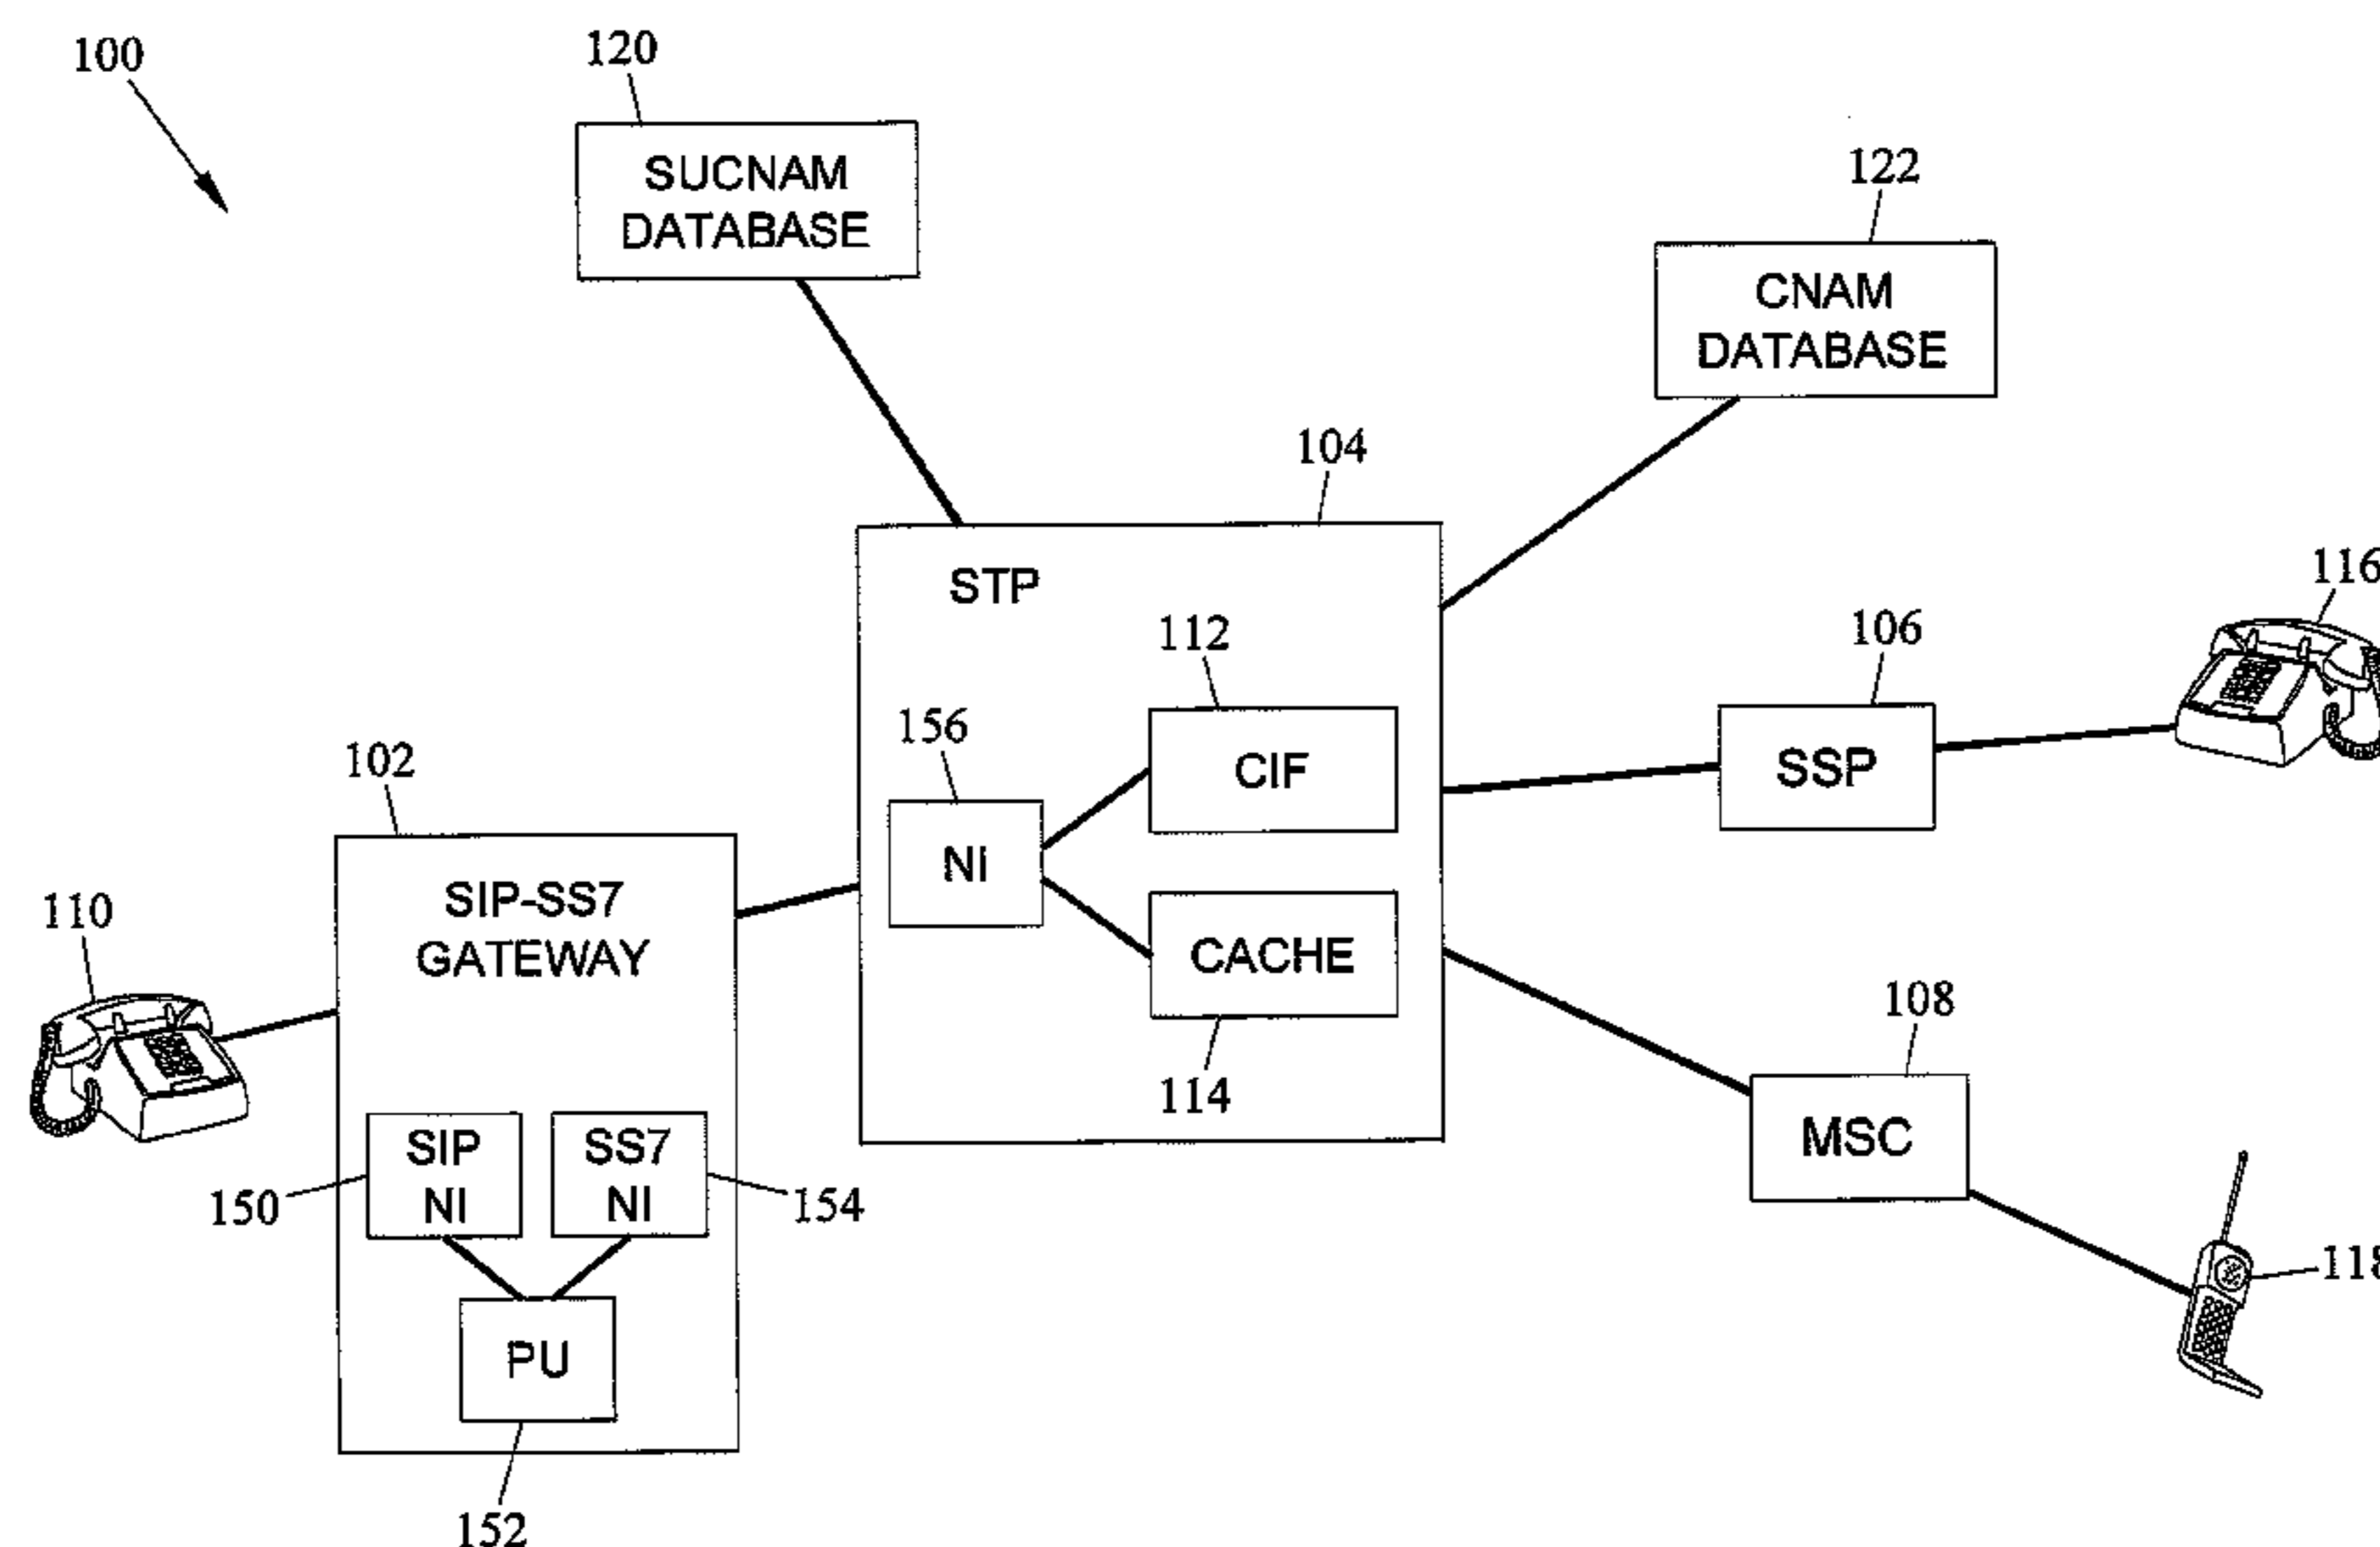 100
120
SUCNAM
DATABASE
122
CNAM
DATABASE
104
STP
116
106
SSP
112
CIF
156
NI
CACHE
114
102
SIP-SS7
GATEWAY
110
108
MSC
SIP
NI
SS7
NI
150
154
PU
152
118